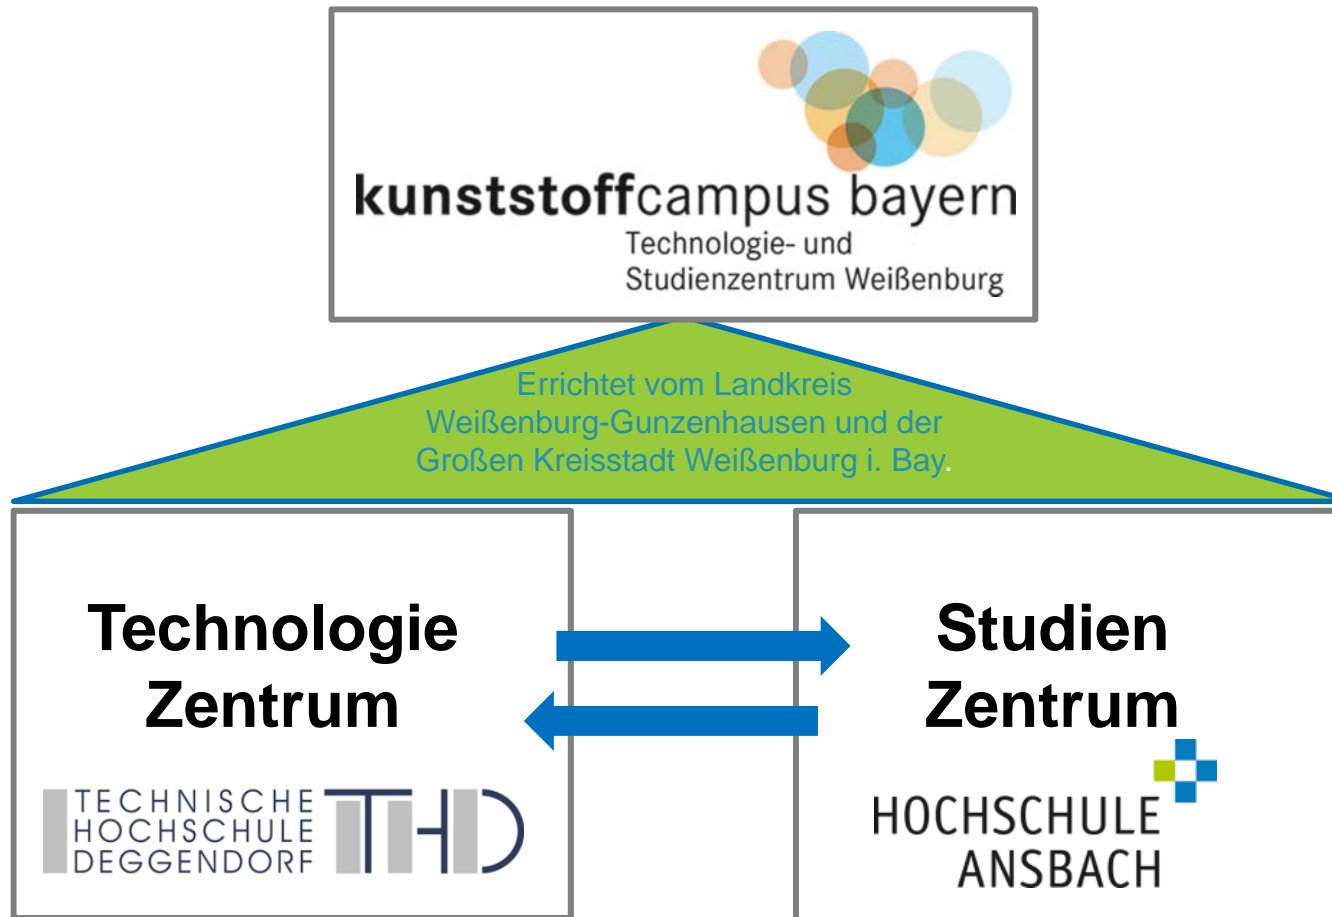 kunststoffcampus bayern
Technologie- und
Studienzentrum Weißenburg
Errichtet vom Landkreis
Weißenburg-Gunzenhausen und der
Großen Kreisstadt Weißenburg i. Bay.
Technologie
Zentrum
TECHNISCHE
HOCHSCHULE
DEGGENDORF
THD
Studien
Zentrum
HOCHSCHULE
ANSBACH